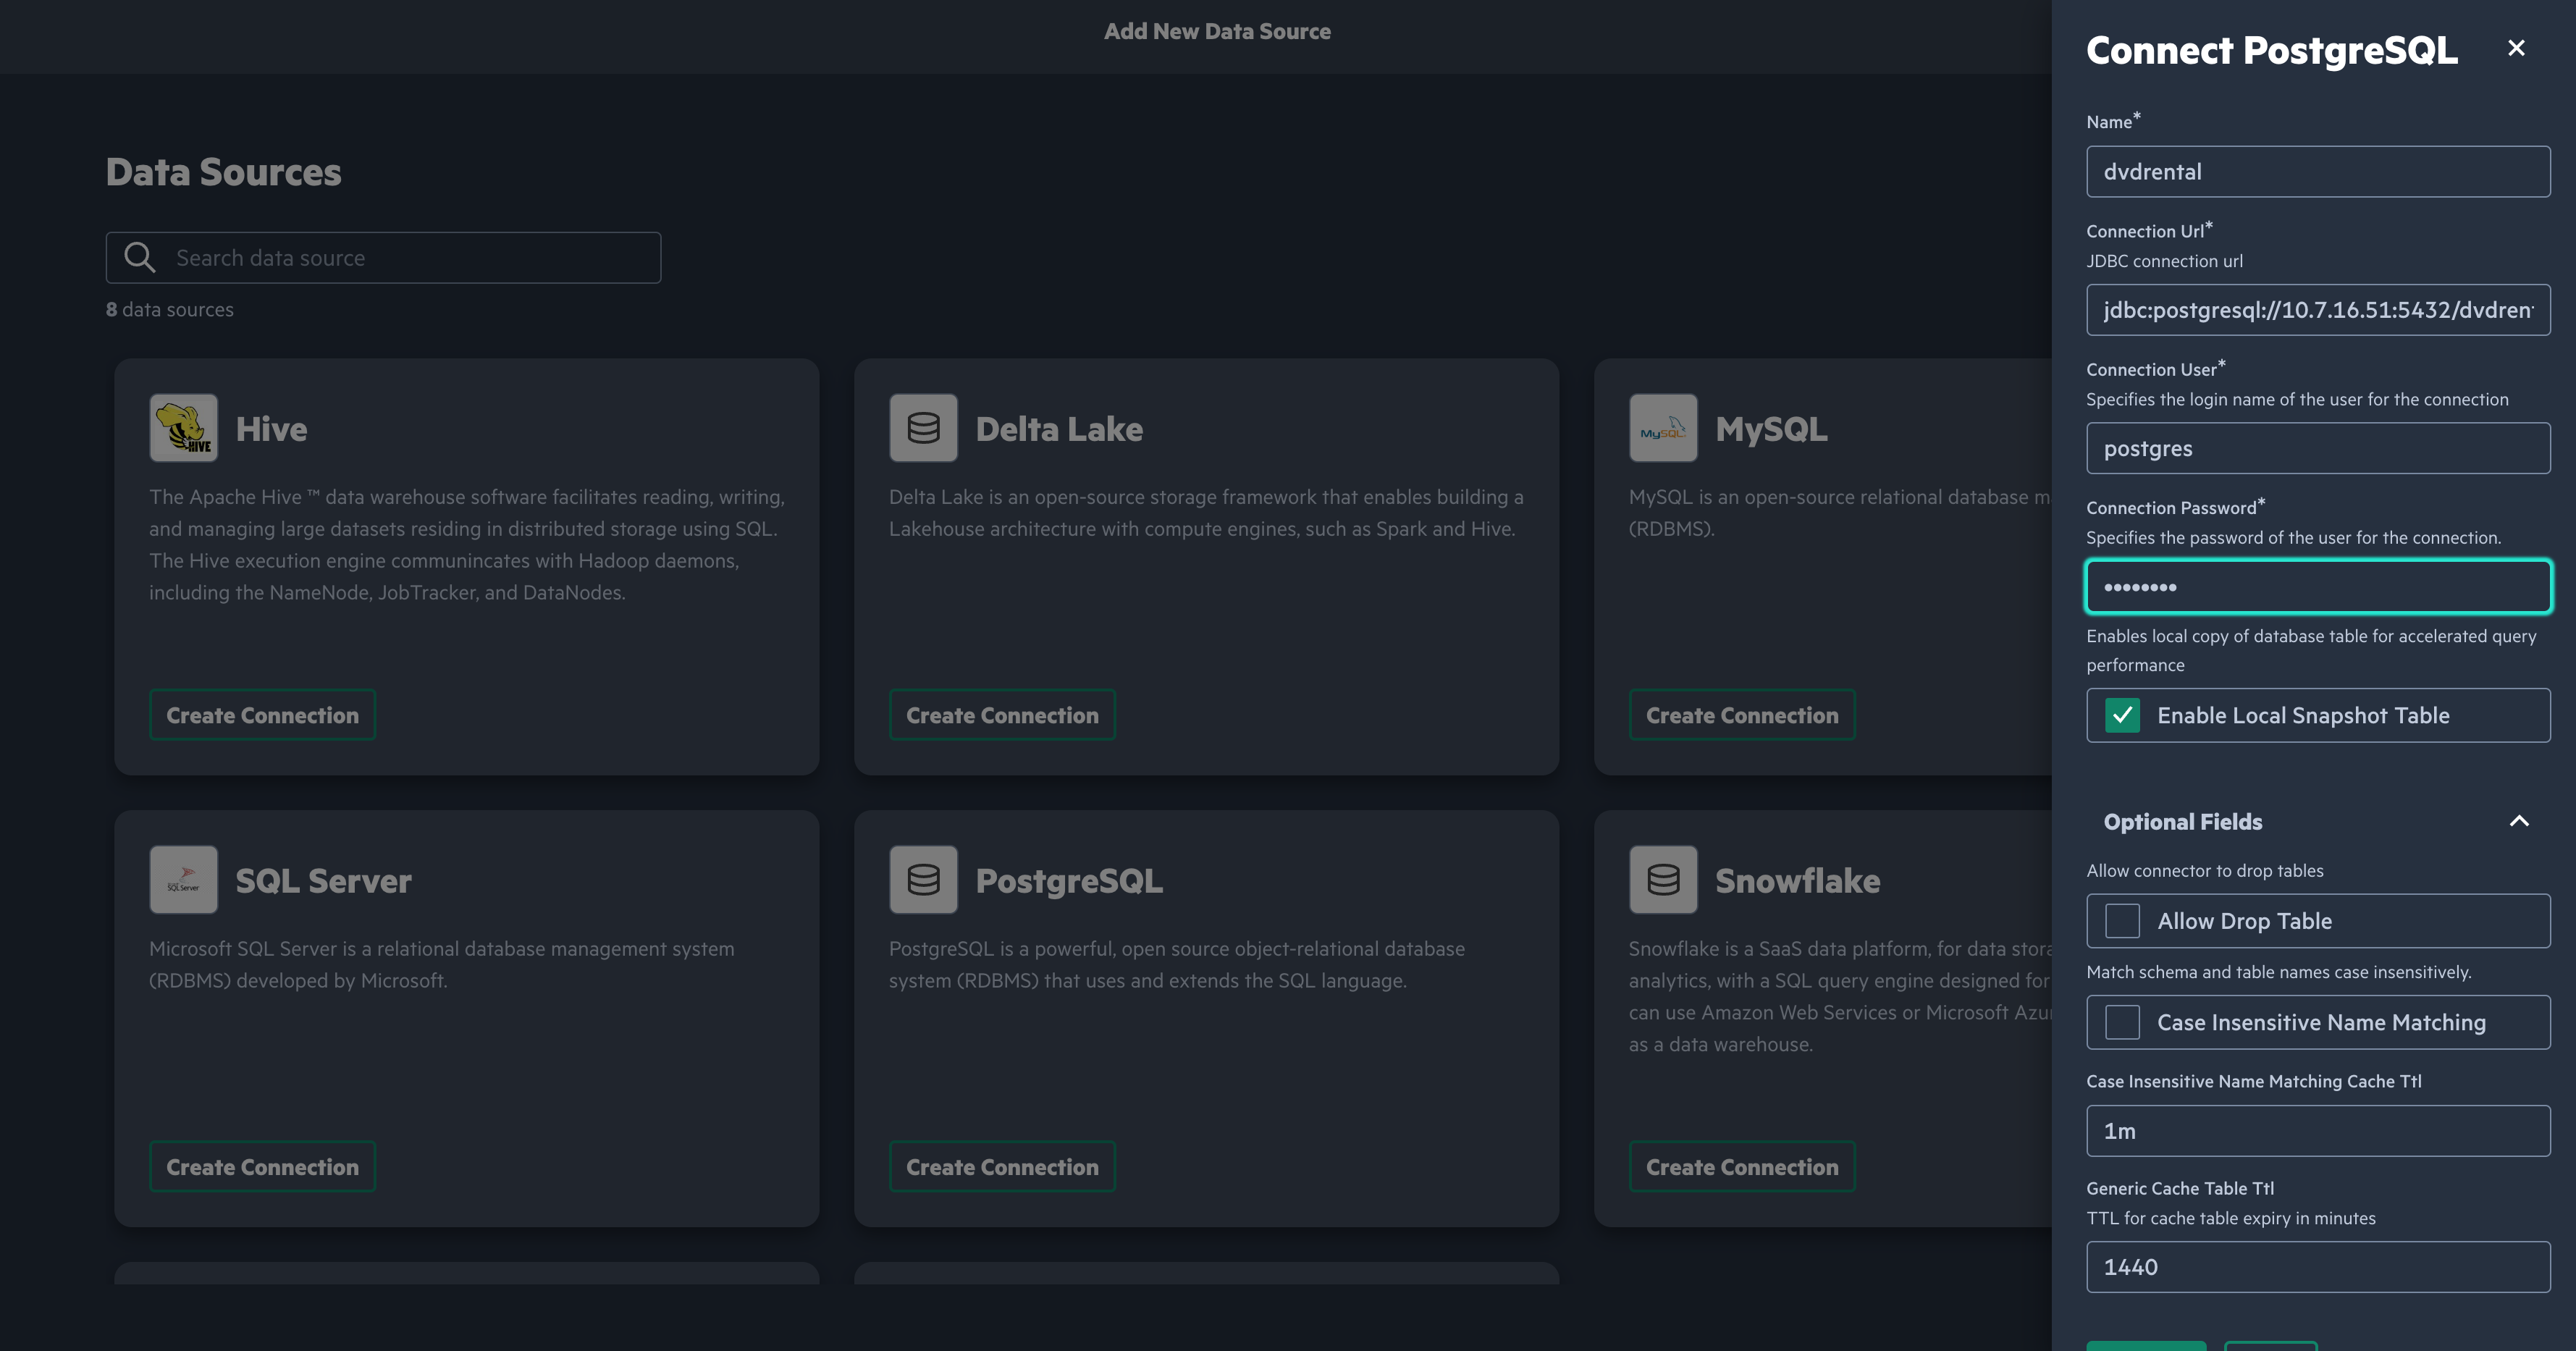 Add New Data Source
Data Sources
Search data source
8 data sources
HIVE
Hive
The Apache Hive ™ data warehouse software facilitates reading, writing,
and managing large datasets residing in distributed storage using SQL.
The Hive execution engine communincates with Hadoop daemons,
including the NameNode, JobTracker, and DataNodes.
Create Connection
Delta Lake
Delta Lake is an open-source storage framework that enables building a
Lakehouse architecture with compute engines, such as Spark and Hive.
Create Connection
MySQL
MySQL
MySQL is an open-source relational database m
(RDBMS).
Create Connection
SQL Server
SQL Server
Microsoft SQL Server is a relational database management system
(RDBMS) developed by Microsoft.
Create Connection
PostgreSQL
PostgreSQL is a powerful, open source object-relational database
system (RDBMS) that uses and extends the SQL language.
Create Connection
Snowflake
Snowflake is a SaaS data platform, for data stora
analytics, with a SQL query engine designed for
can use Amazon Web Services or Microsoft Azu
as a data warehouse.
Create Connection
Connect PostgreSQL
Name*
dvdrental
Connection Url*
JDBC connection url
jdbc:postgresql://10.7.16.51:5432/dvdren
Connection User*
Specifies the login name of the user for the connection
postgres
Connection Password*
Specifies the password of the user for the connection.
••••••••
Enables local copy of database table for accelerated query
performance
Enable Local Snapshot Table
Optional Fields
Allow connector to drop tables
Allow Drop Table
Match schema and table names case insensitively.
Case Insensitive Name Matching
Case Insensitive Name Matching Cache Ttl
1m
Generic Cache Table Ttl
TTL for cache table expiry in minutes
1440